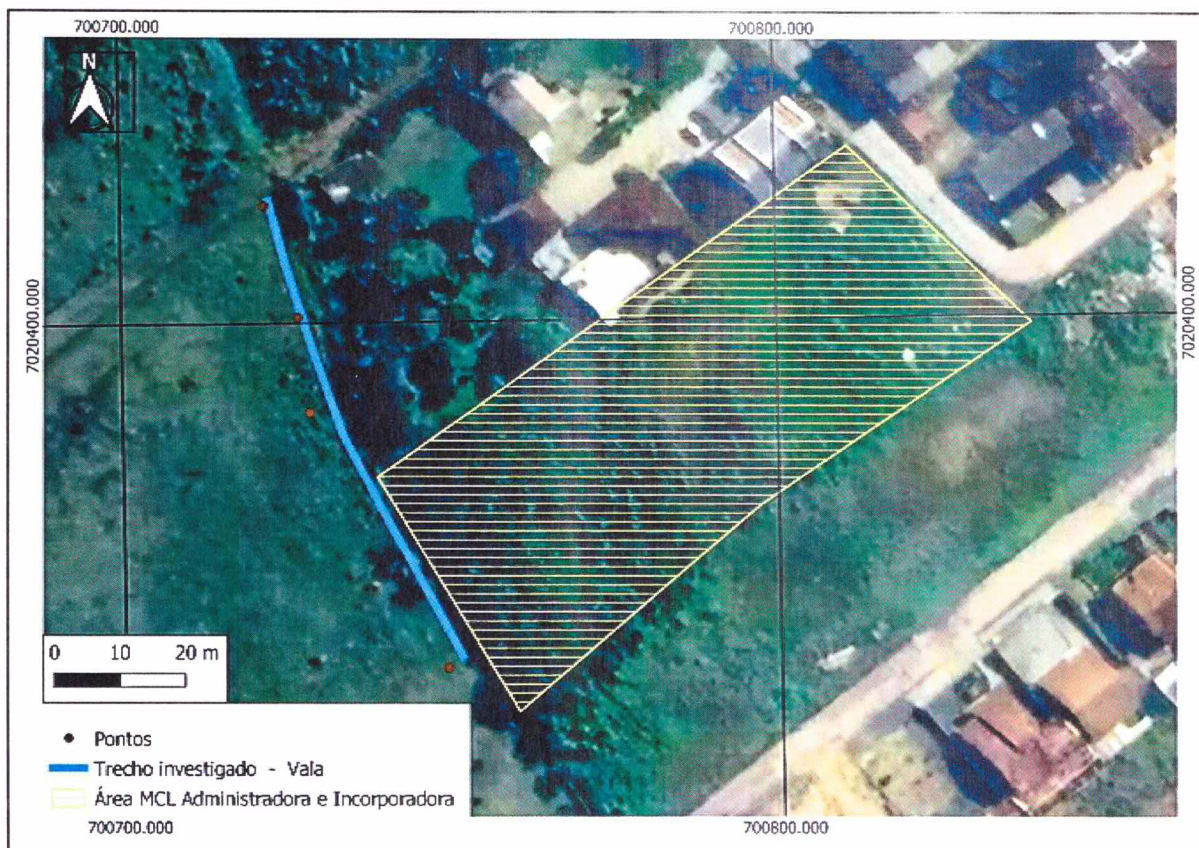 700700.000
700800.000
N
7020400.000
7020400.000
0 10 20 m
Pontos
Trecho investigado - Vala
Área MCL Administradora e Incorporadora
700700.000
700800.000